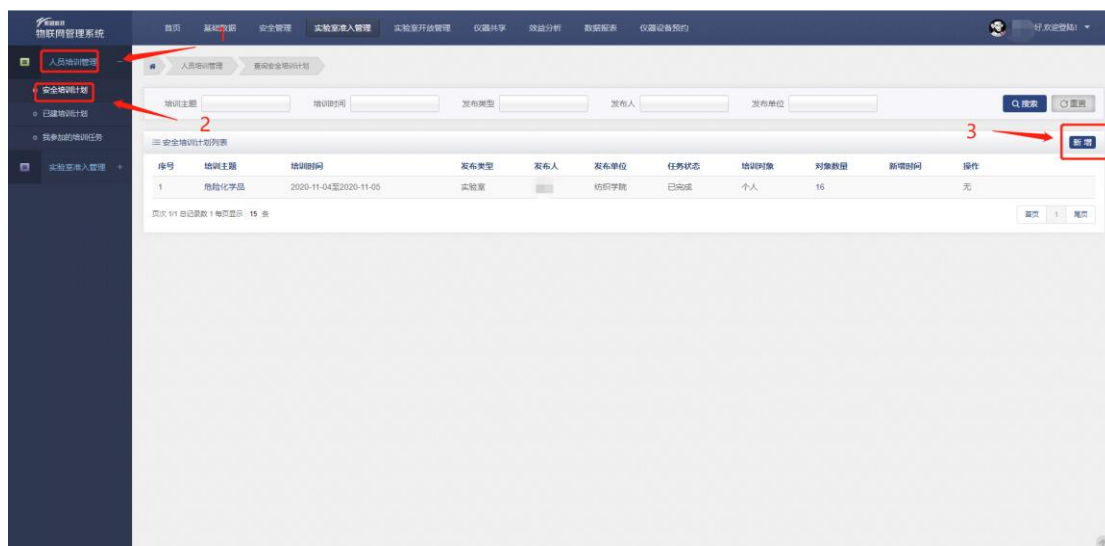 物联网管理系统
首页 基础数据 安全管理 实验室准入管理 实验室开放管理 仪器共享 效益分析 数据报表 仪器设备预约
好,欢迎登陆!
1
人员培训管理 -
人员培训管理 查询安全培训计划
安全培训计划
培训主题 培训时间 发布类型 发布人 发布单位 搜索 重置
已建培训计划
2
3
我参加的培训任务
安全培训计划列表 新增
实验室准入管理 +
序号 培训主题 培训时间 发布类型 发布人 发布单位 任务状态 培训对象 对象数量 新增时间 操作
1 危险化学品 2020-11-04至2020-11-05 实验室 纺织学院 已完成 个人 16 无
页次 1/1 总记录数 1 每页显示 15 条 首页 1 尾页